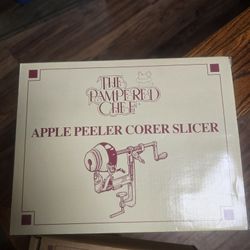 THE
PAMPERED
CHEF
APPLE PEELER CORER SLICER